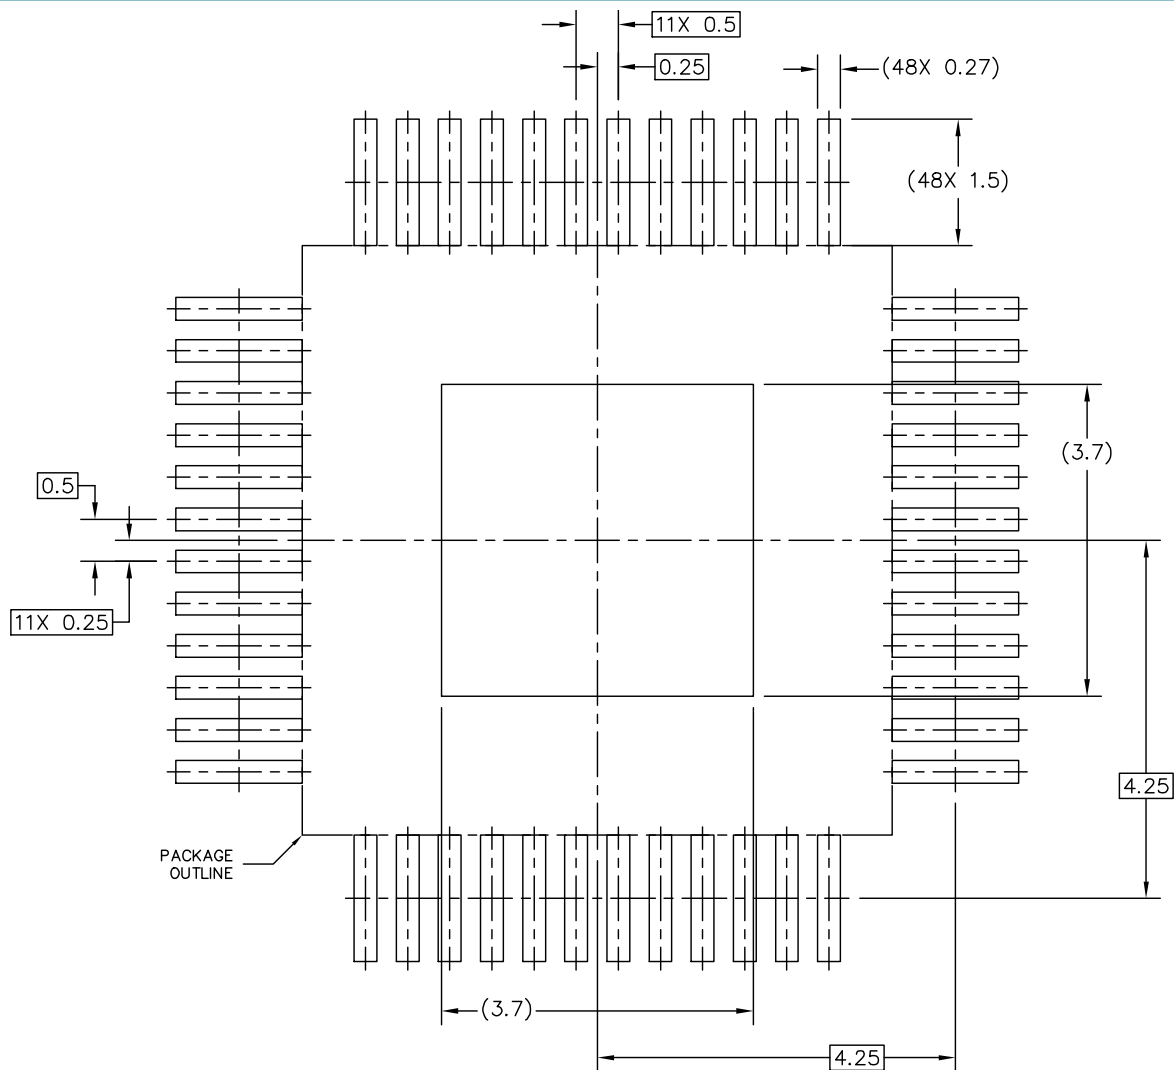 11X 0.5
0.25
(48X 0.27)
(48X 1.5)
(3.7)
0.5
11X 0.25
4.25
PACKAGE
OUTLINE
(3.7)
4.25